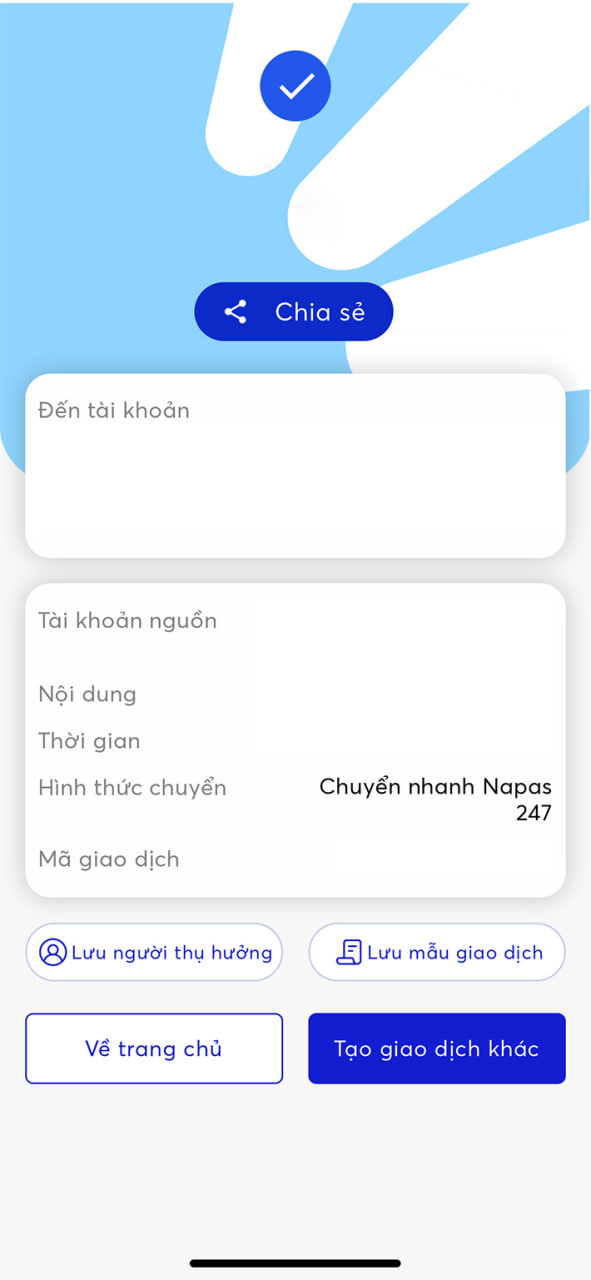 Chia sẻ
Đến tài khoản
Tài khoản nguồn
Nội dung
Thời gian
Hình thức chuyển
Chuyển nhanh Napas
247
Mã giao dịch
Lưu người thụ hưởng
Lưu mẫu giao dịch
Về trang chủ
Tạo giao dịch khác